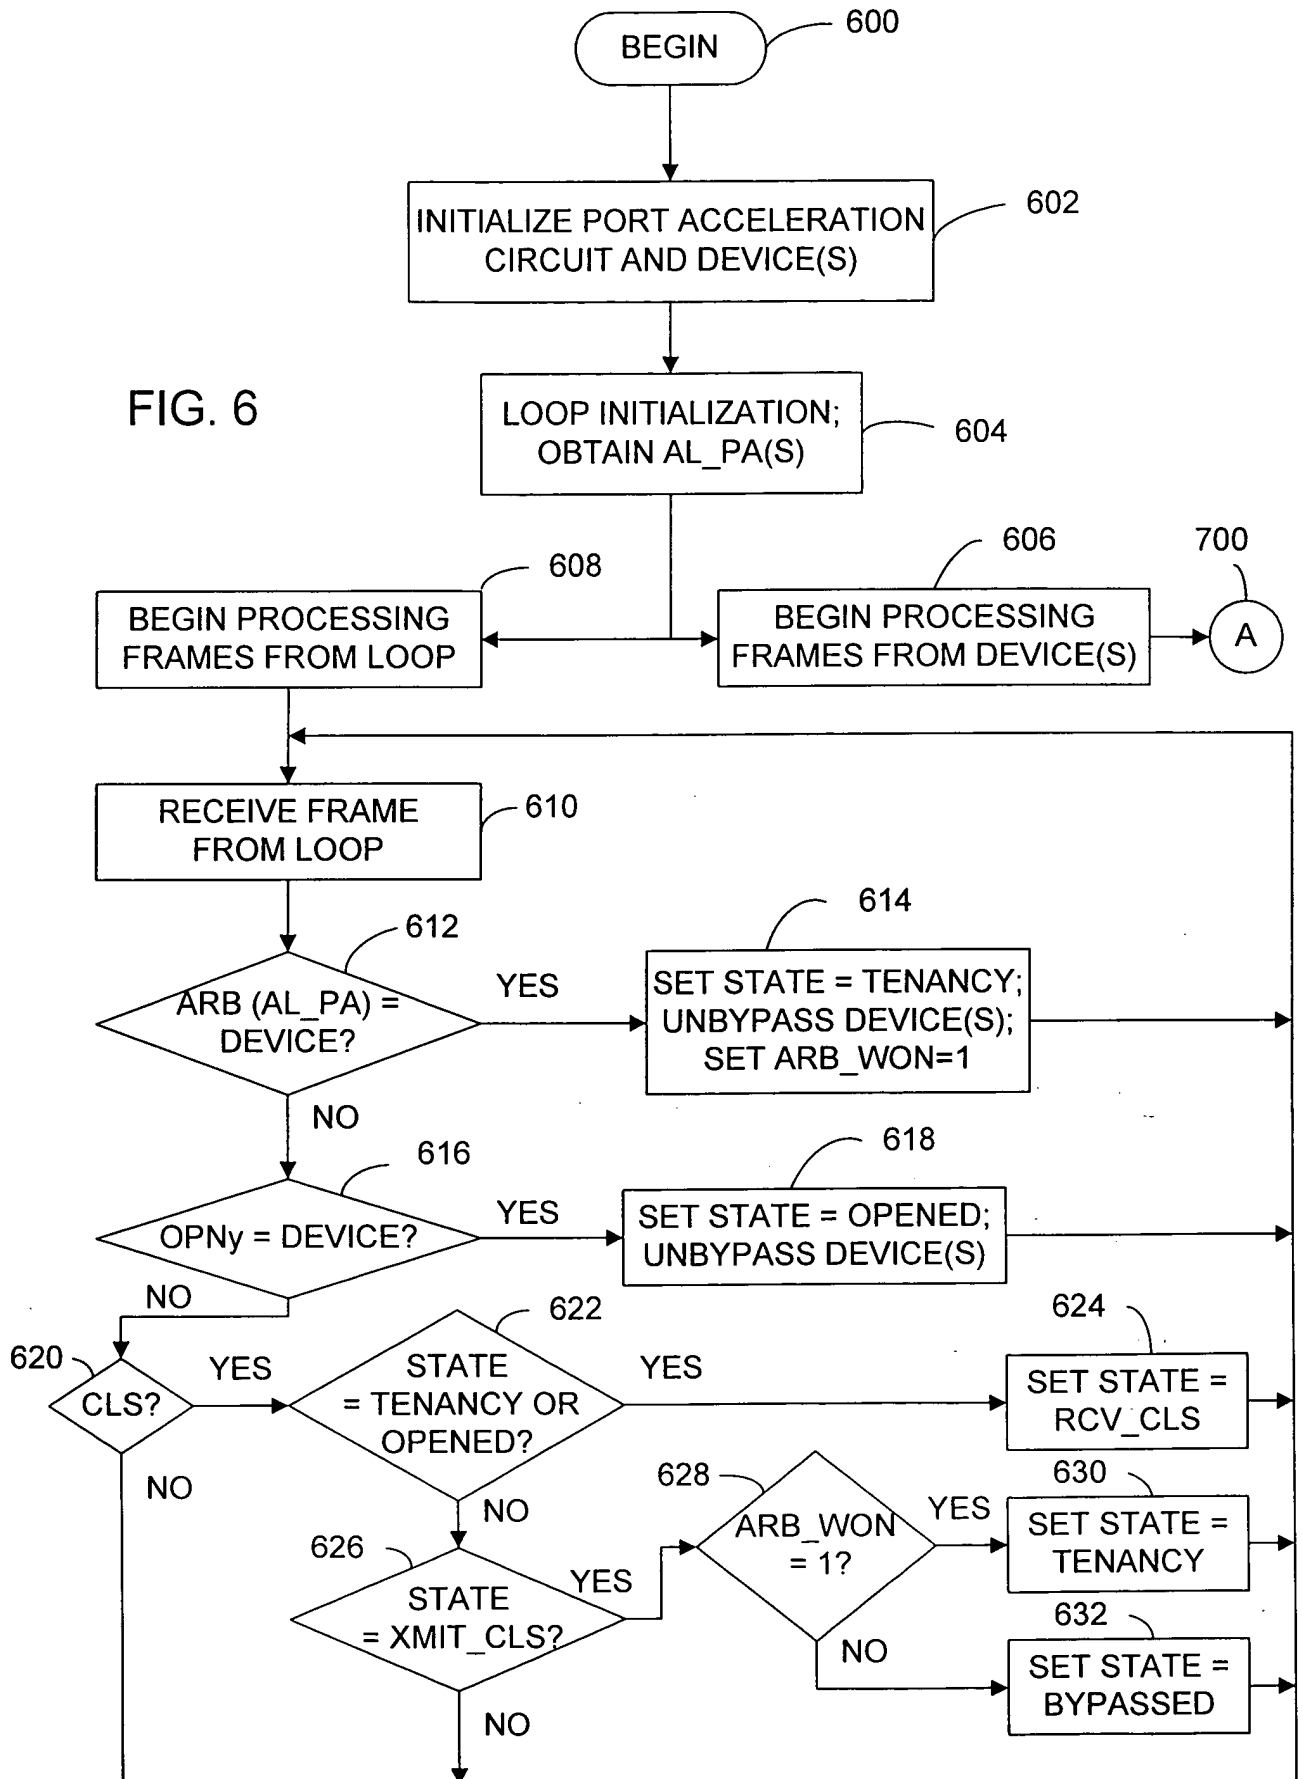 BEGIN
600
INITIALIZE PORT ACCELERATION
CIRCUIT AND DEVICE(S)
602
FIG. 6
LOOP INITIALIZATION;
OBTAIN AL_PA(S)
604
608
606
700
BEGIN PROCESSING
FRAMES FROM LOOP
BEGIN PROCESSING
FRAMES FROM DEVICE(S)
A
RECEIVE FRAME
FROM LOOP
610
612
ARB (AL_PA) =
DEVICE?
YES
614
SET STATE = TENANCY;
UNBYPASS DEVICE(S);
SET ARB_WON=1
NO
616
OPNy = DEVICE?
YES
618
SET STATE = OPENED;
UNBYPASS DEVICE(S)
NO
620
CLS?
YES
622
STATE
= TENANCY OR
OPENED?
YES
624
SET STATE =
RCV_CLS
NO
NO
626
STATE
= XMIT_CLS?
YES
628
ARB_WON
= 1?
YES
630
SET STATE =
TENANCY
NO
632
SET STATE =
BYPASSED
NO